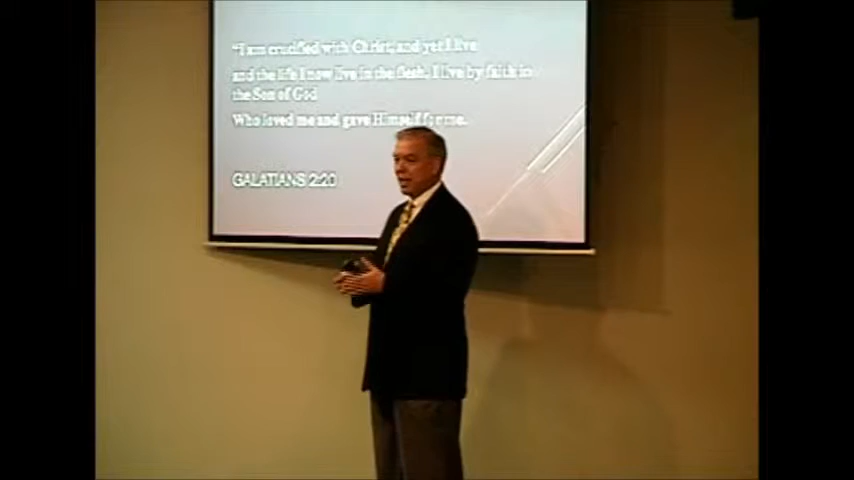 "I am crucified with Christ, and yet I live
and the life I now live in the flesh, I live by faith in
the Son of God
Who loved me and gave Himself for me.
GALATIANS 2:20